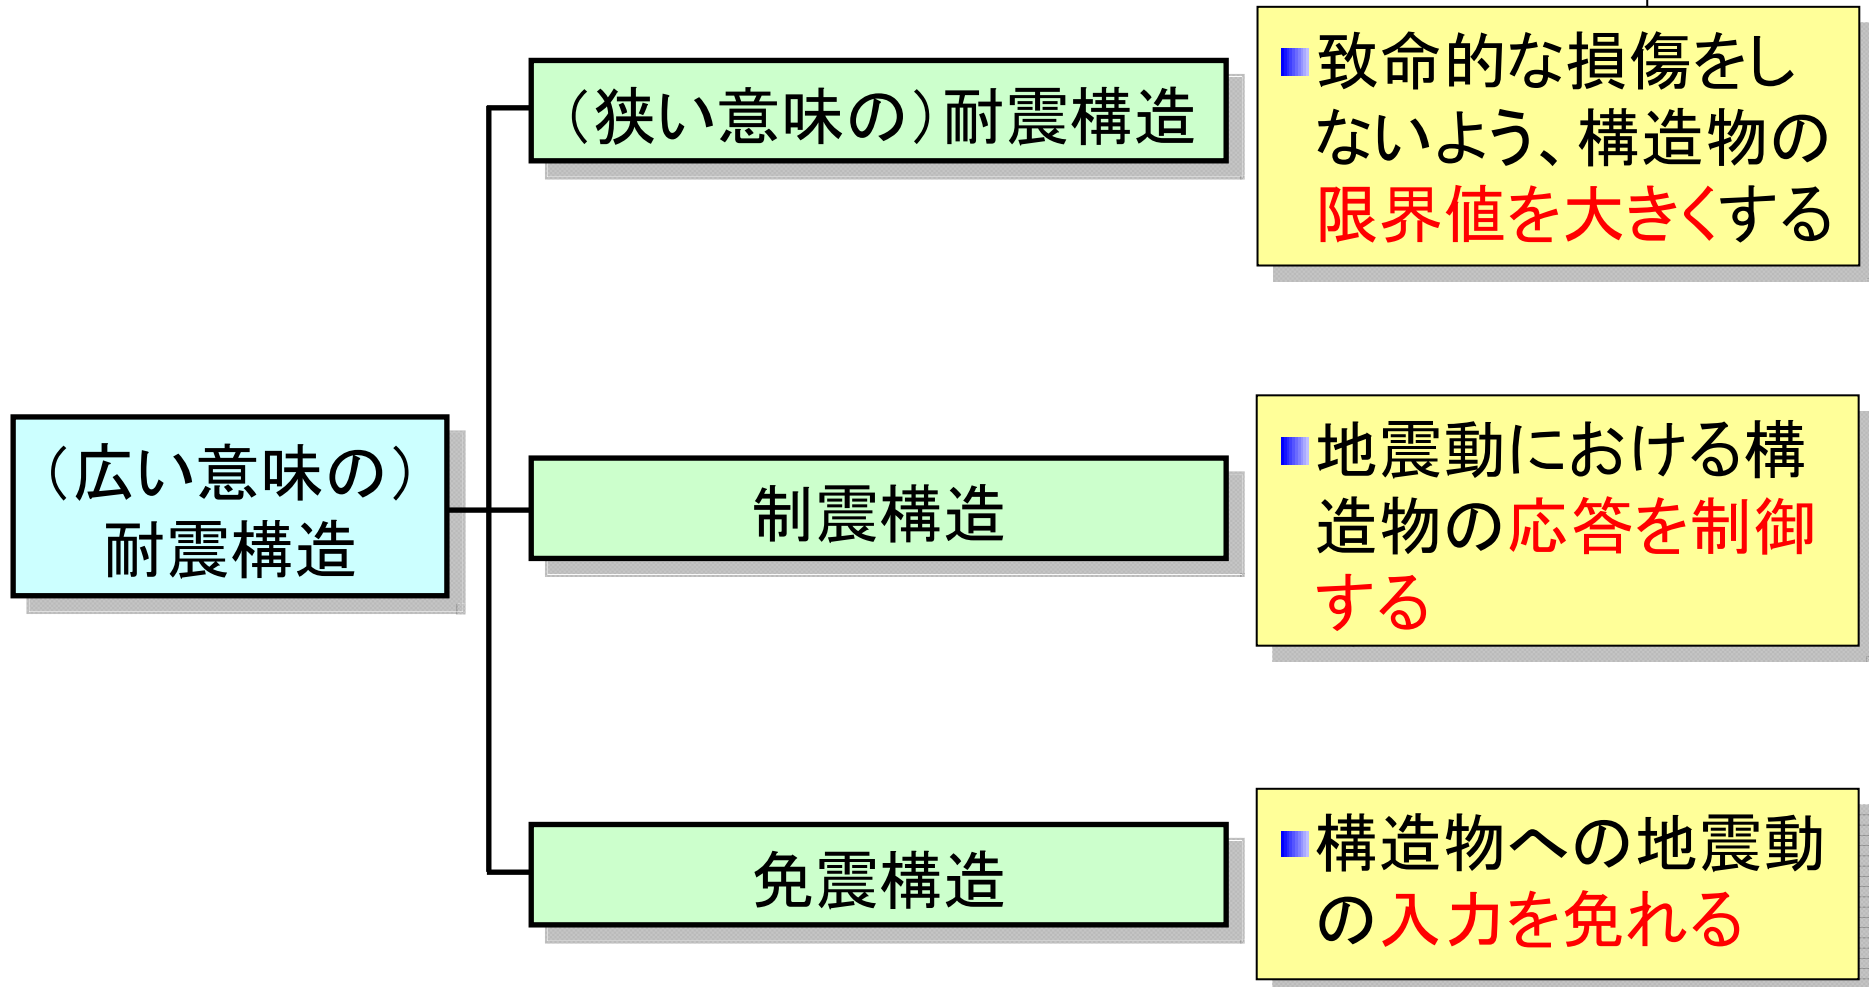 （狭い意味の）耐震構造
致命的な損傷をし
ないよう、構造物の
限界値を大きくする
（広い意味の）
耐震構造
制震構造
地震動における構
造物の応答を制御
する
免震構造
構造物への地震動
の入力を免れる